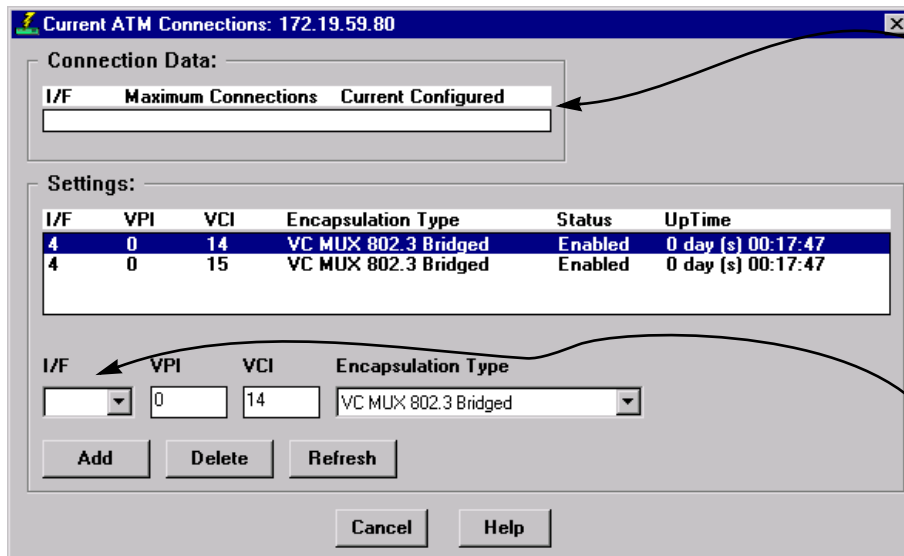 Current ATM Connections: 172.19.59.80
Connection Data:
I/F Maximum Connections Current Configured
Settings:
I/F VPI VCI Encapsulation Type Status UpTime
4 0 14 VC MUX 802.3 Bridged Enabled 0 day (s) 00:17:47
4 0 15 VC MUX 802.3 Bridged Enabled 0 day (s) 00:17:47
I/F VPI VCI Encapsulation Type
0 14 VC MUX 802.3 Bridged
Add Delete Refresh
Cancel Help